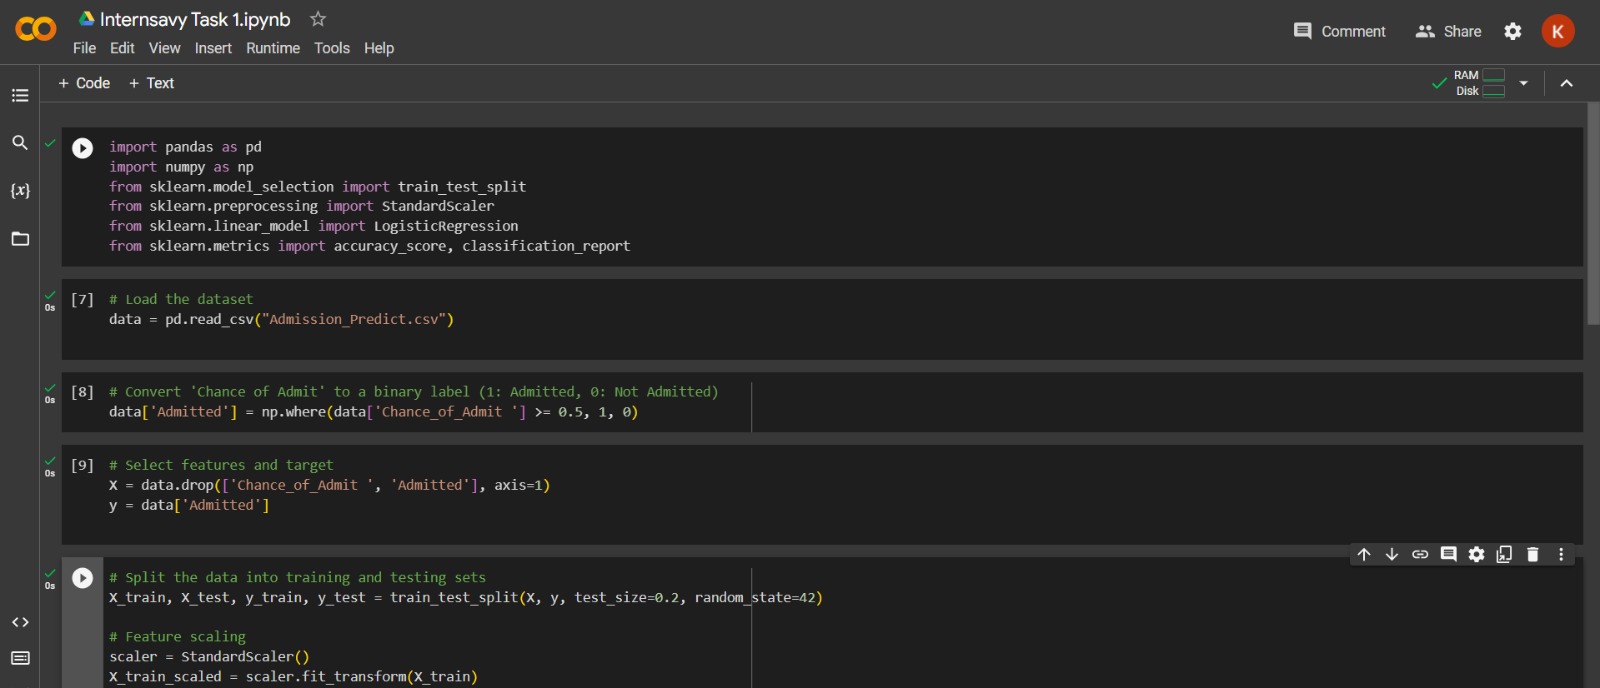 Internsavy Task 1.ipynb
File Edit View Insert Runtime Tools Help
Comment Share K
+ Code + Text
RAM
Disk
import pandas as pd
import numpy as np
from sklearn.model_selection import train_test_split
from sklearn.preprocessing import StandardScaler
from sklearn.linear_model import LogisticRegression
from sklearn.metrics import accuracy_score, classification_report
{x}
0s
[7] # Load the dataset
data = pd.read_csv("Admission_Predict.csv")
0s
[8] # Convert 'Chance of Admit' to a binary label (1: Admitted, 0: Not Admitted)
data['Admitted'] = np.where(data['Chance_of_Admit '] >= 0.5, 1, 0)
0s
[9] # Select features and target
X = data.drop(['Chance_of_Admit ', 'Admitted'], axis=1)
y = data['Admitted']
0s
# Split the data into training and testing sets
X_train, X_test, y_train, y_test = train_test_split(X, y, test_size=0.2, random_state=42)
# Feature scaling
scaler = StandardScaler()
X_train_scaled = scaler.fit_transform(X_train)